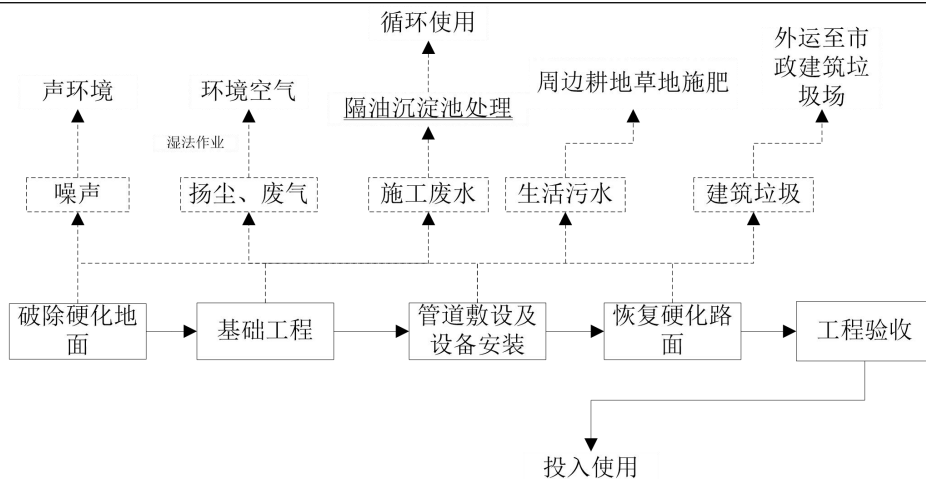 循环使用
外运至市
政建筑垃
圾场
声环境
环境空气
周边耕地草地施肥
隔油沉淀池处理
湿法作业
噪声
扬尘、废气
施工废水
生活污水
建筑垃圾
破除硬化地
面
基础工程
管道敷设及
设备安装
恢复硬化路
面
工程验收
投入使用